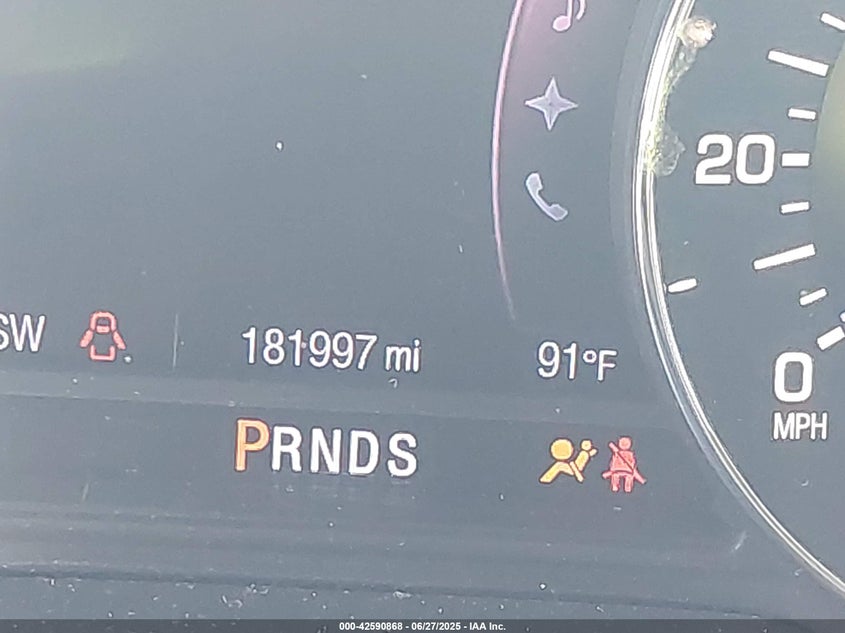 20
SW
181997 mi
91°F
0
MPH
PRNDS
000-42590868 - 06/27/2025 - IAA Inc.